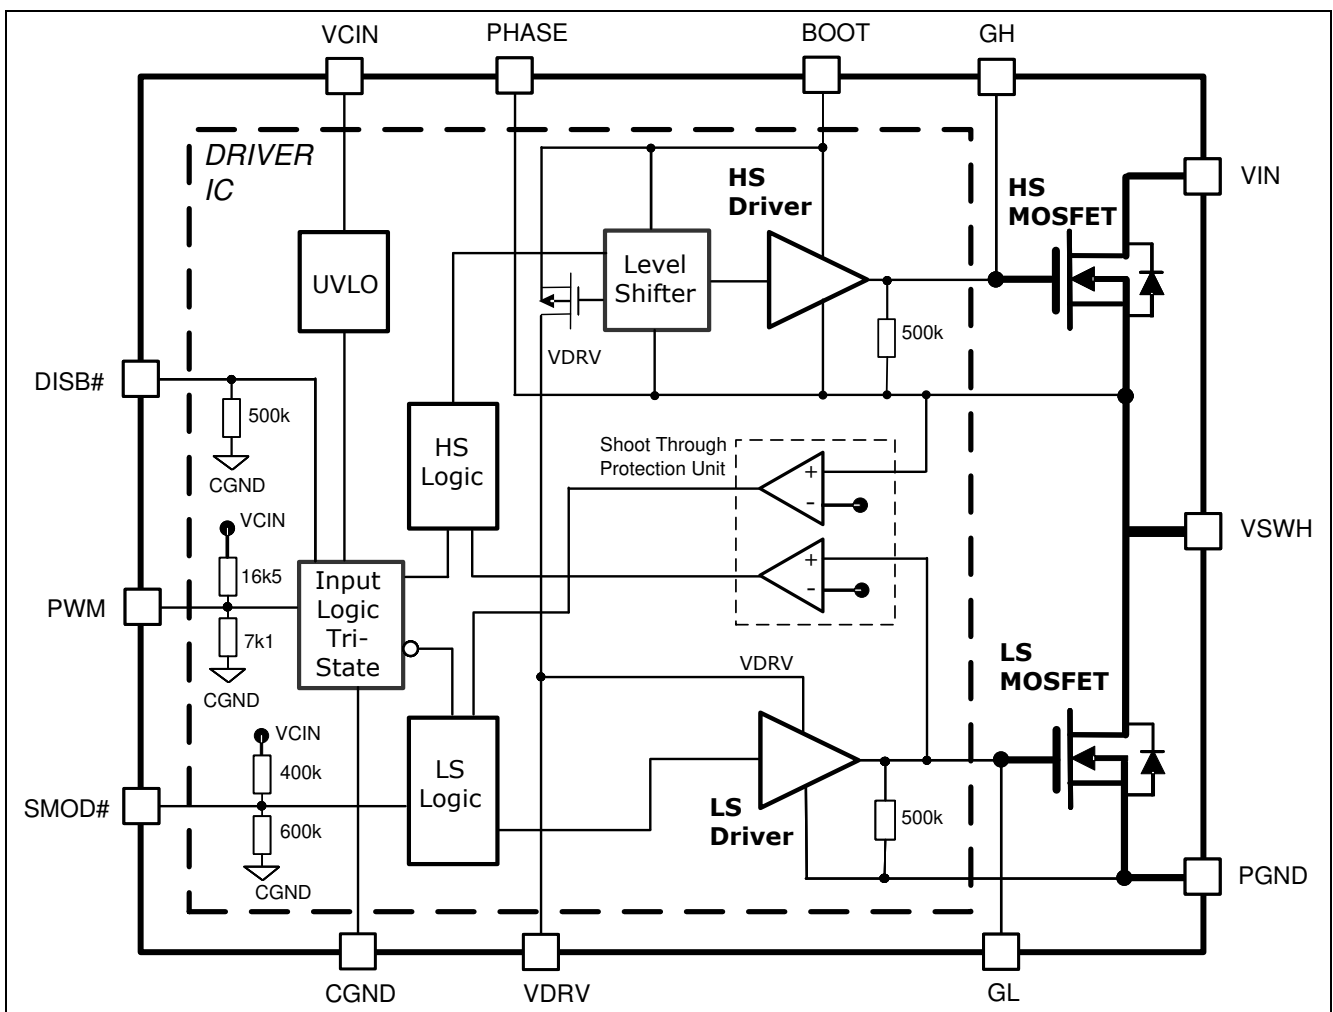 VCIN
PHASE
BOOT
GH
DRIVER
IC
HS
Driver
HS
MOSFET
VIN
UVLO
Level
Shifter
500k
VDRV
DISB#
500k
CGND
HS
Logic
Shoot Through
Protection Unit
+
-
VCIN
16k5
PWM
7k1
CGND
Input
Logic
Tri-
State
+
-
VSWH
VDRV
LS
MOSFET
VCIN
400k
SMOD#
600k
CGND
LS
Logic
LS
Driver
500k
PGND
CGND
VDRV
GL